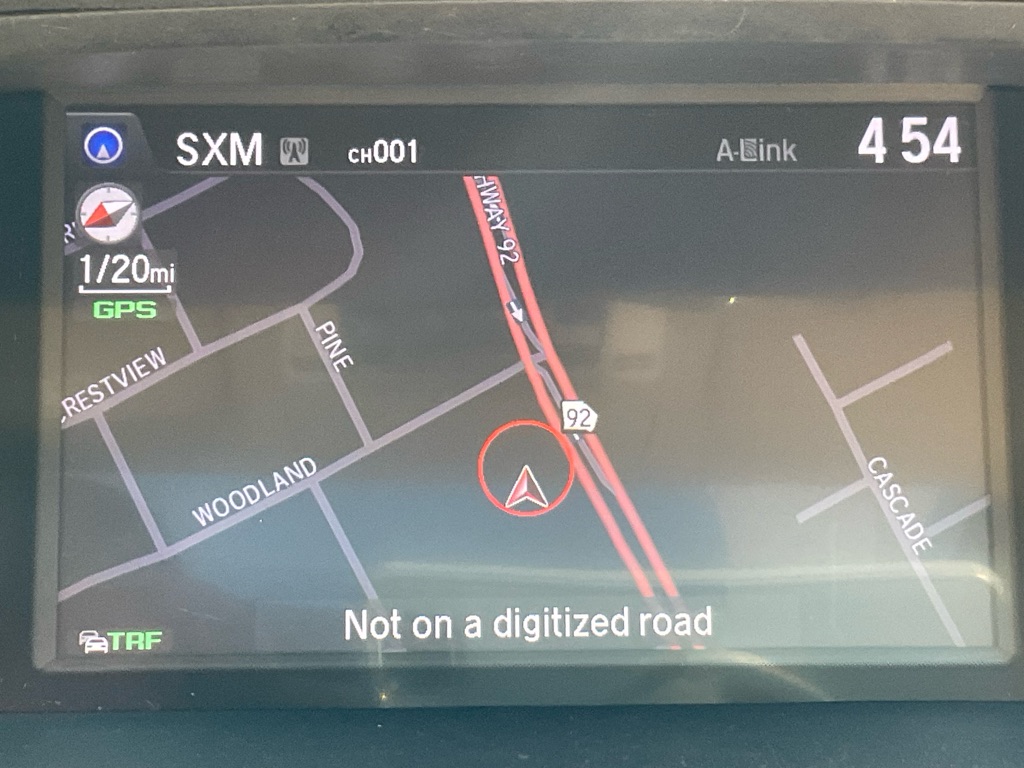 SXM CH001 A-Link 4 54
HWAY 92
1/20mi
GPS
PINE
CRESTVIEW
92
WOODLAND
CASCADE
Not on a digitized road
TRF